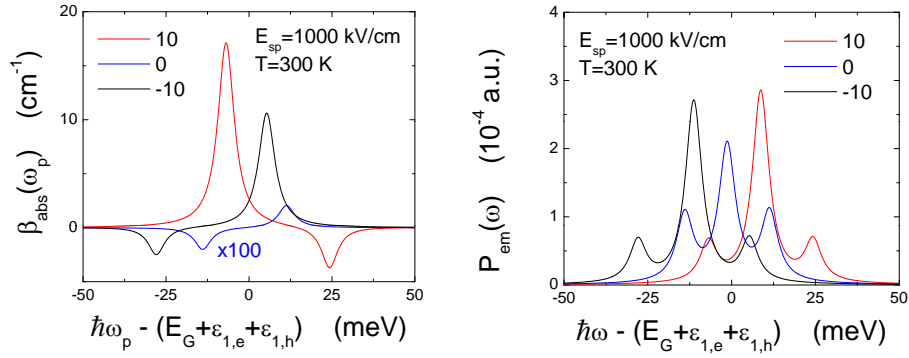 10
0
-10
E_sp=1000 kV/cm
T=300 K
20
10
0
x100
β_abs(ω_p) (cm⁻¹)
-50 -25 0 25 50
ħω_p - (E_G+ε_1,e+ε_1,h) (meV)
E_sp=1000 kV/cm
T=300 K
10
0
-10
4
3
2
1
0
P_em(ω) (10⁻⁴ a.u.)
-50 -25 0 25 50
ħω - (E_G+ε_1,e+ε_1,h) (meV)